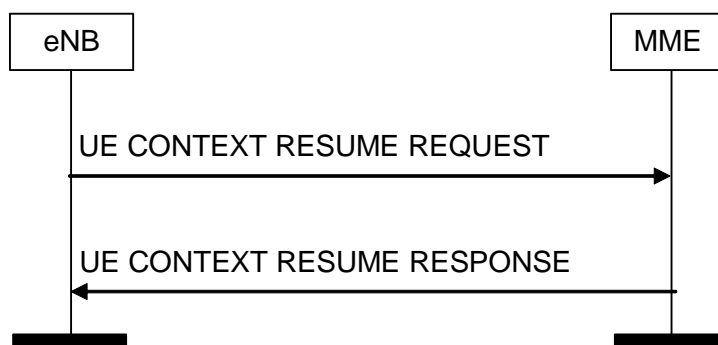 eNB
MME
UE CONTEXT RESUME REQUEST
UE CONTEXT RESUME RESPONSE